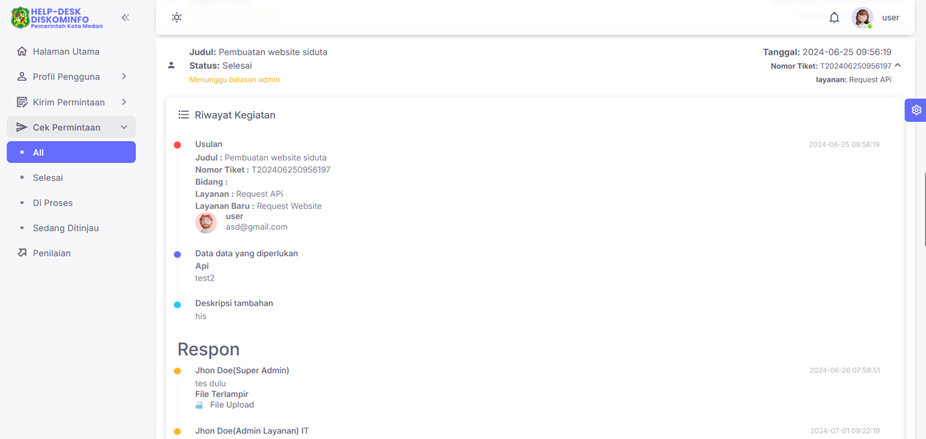 HELP-DESK
DISKOMINFO
Pemerintah Kota Medan
user
Halaman Utama
Profil Pengguna
Kirim Permintaan
Cek Permintaan
All
Selesai
Di Proses
Sedang Ditinjau
Penilaian
Judul: Pembuatan website siduta
Status: Selesai
Menunggu balasan admin
Tanggal: 2024-06-25 09:56:19
Nomor Tiket: T202406250956197
layanan: Request APi
Riwayat Kegiatan
Usulan
2024-06-25 09:56:19
Judul : Pembuatan website siduta
Nomor Tiket : T202406250956197
Bidang :
Layanan : Request APi
Layanan Baru : Request Website
user
asd@gmail.com
Data data yang diperlukan
Api
test2
Deskripsi tambahan
his
Respon
Jhon Doe(Super Admin)
2024-06-26 07:59:51
tes dulu
File Terlampir
File Upload
Jhon Doe(Admin Layanan) IT
2024-07-01 09:22:19